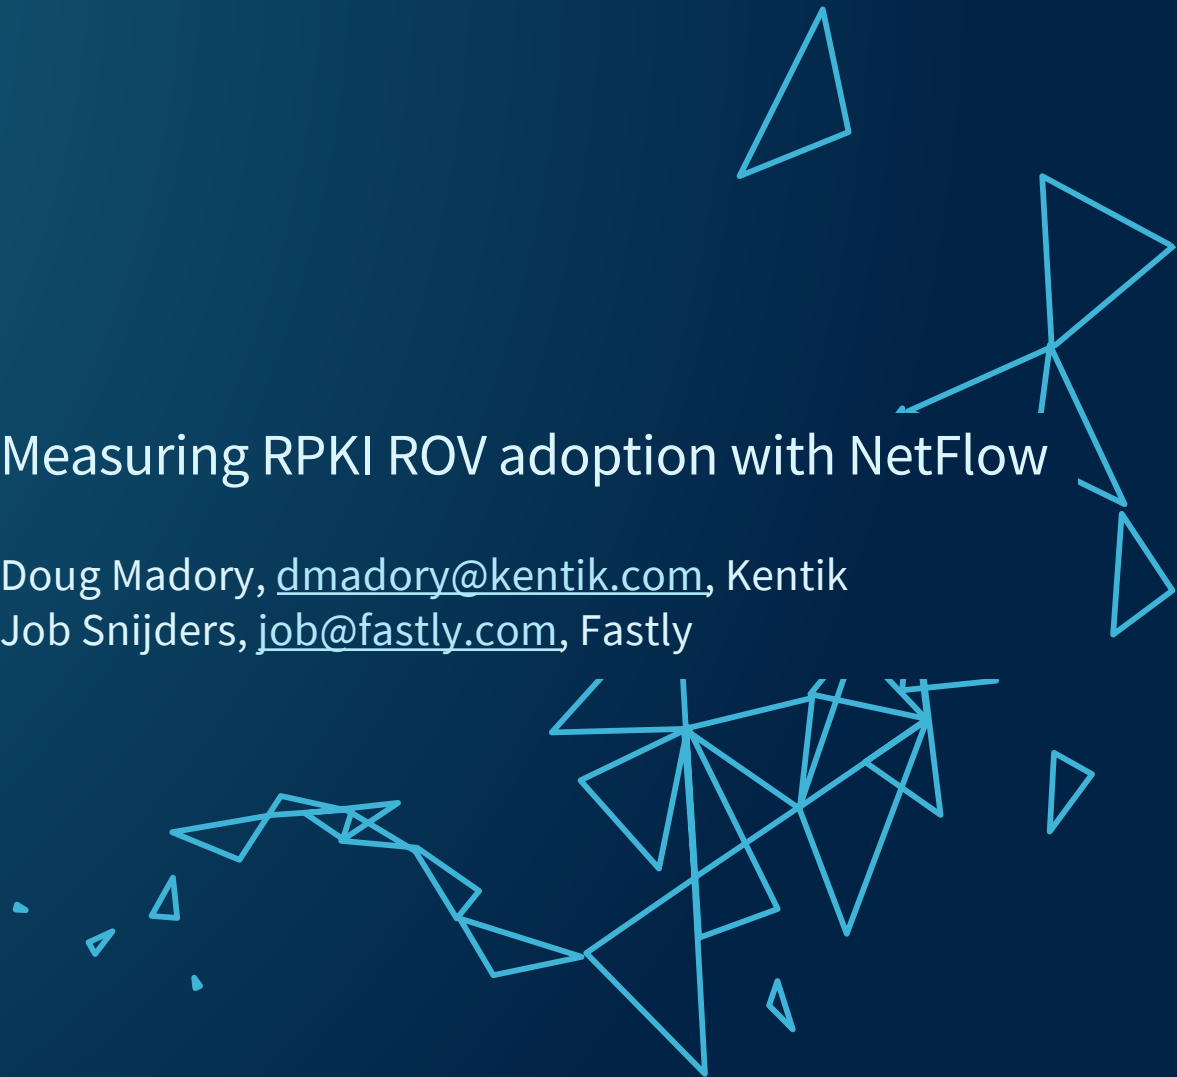 Measuring RPKI ROV adoption with NetFlow
Doug Madory, dmadory@kentik.com, Kentik
Job Snijders, job@fastly.com, Fastly